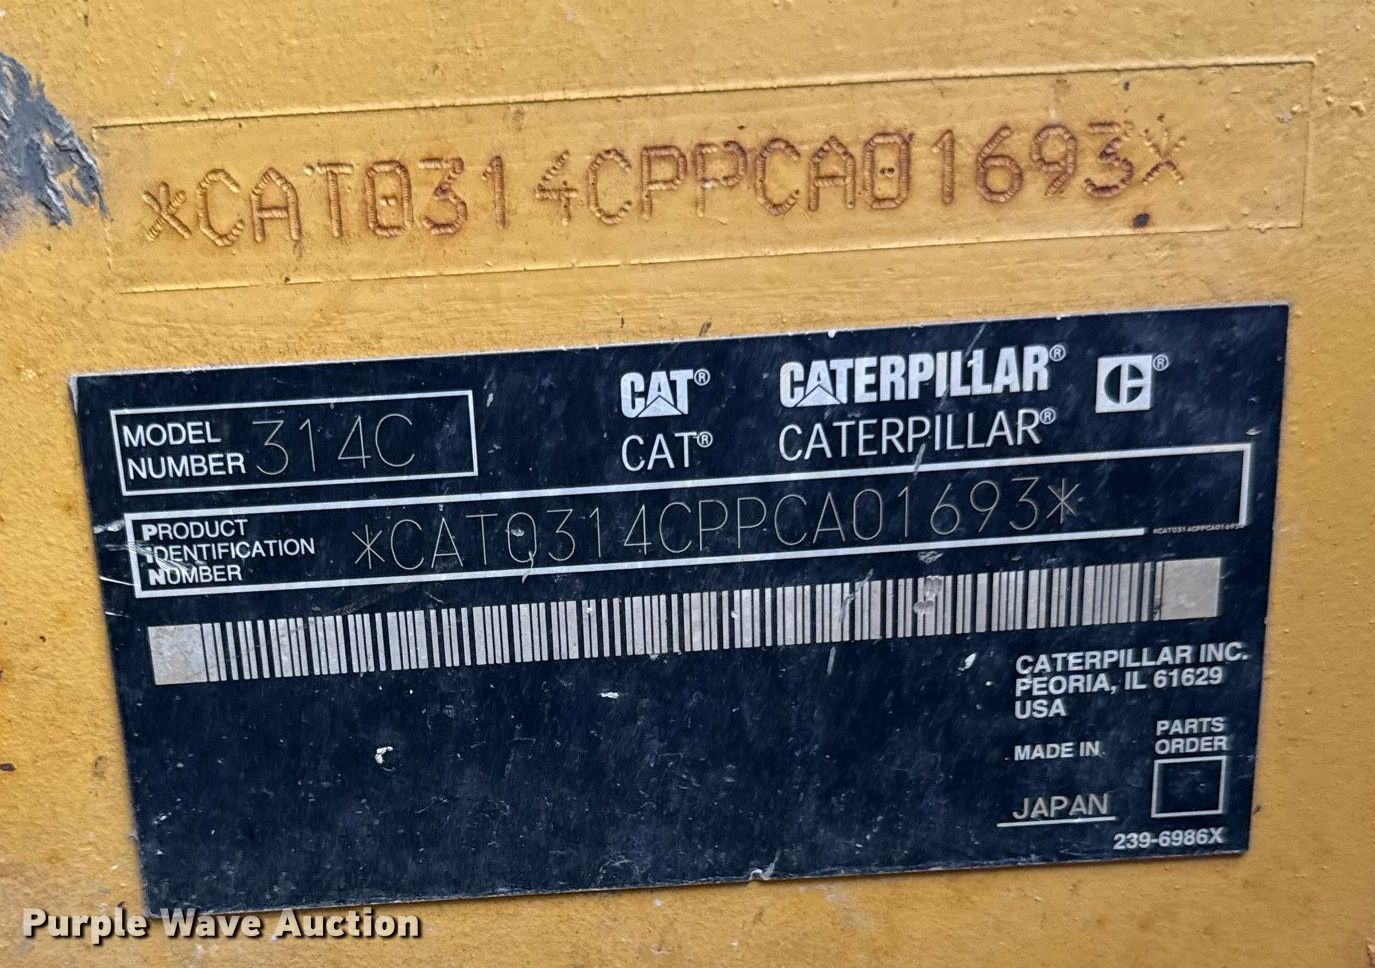 *CAT0314CPPCA01693*
MODEL NUMBER 314C
CAT® CATERPILLAR® C®
CAT® CATERPILLAR®
PRODUCT IDENTIFICATION NUMBER *CAT0314CPPCA01693*
*CAT0314CPPCA01693*
CATERPILLAR INC.
PEORIA, IL 61629
USA
MADE IN
JAPAN
PARTS
ORDER
239-6986X
Purple Wave Auction